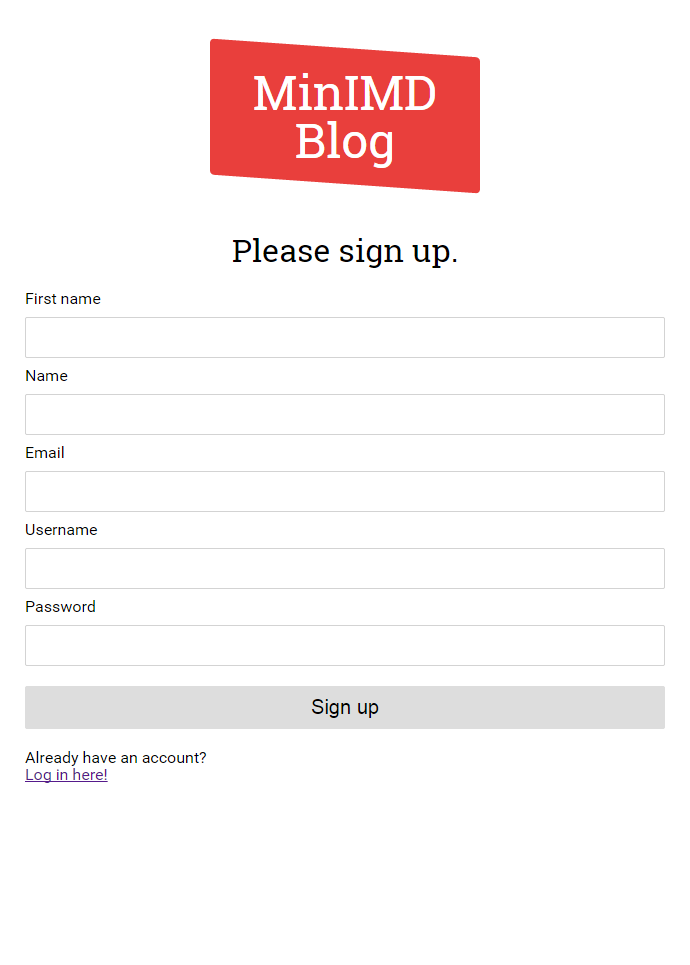 MinIMD
Blog
Please sign up.
First name
Name
Email
Username
Password
Sign up
Already have an account?
Log in here!